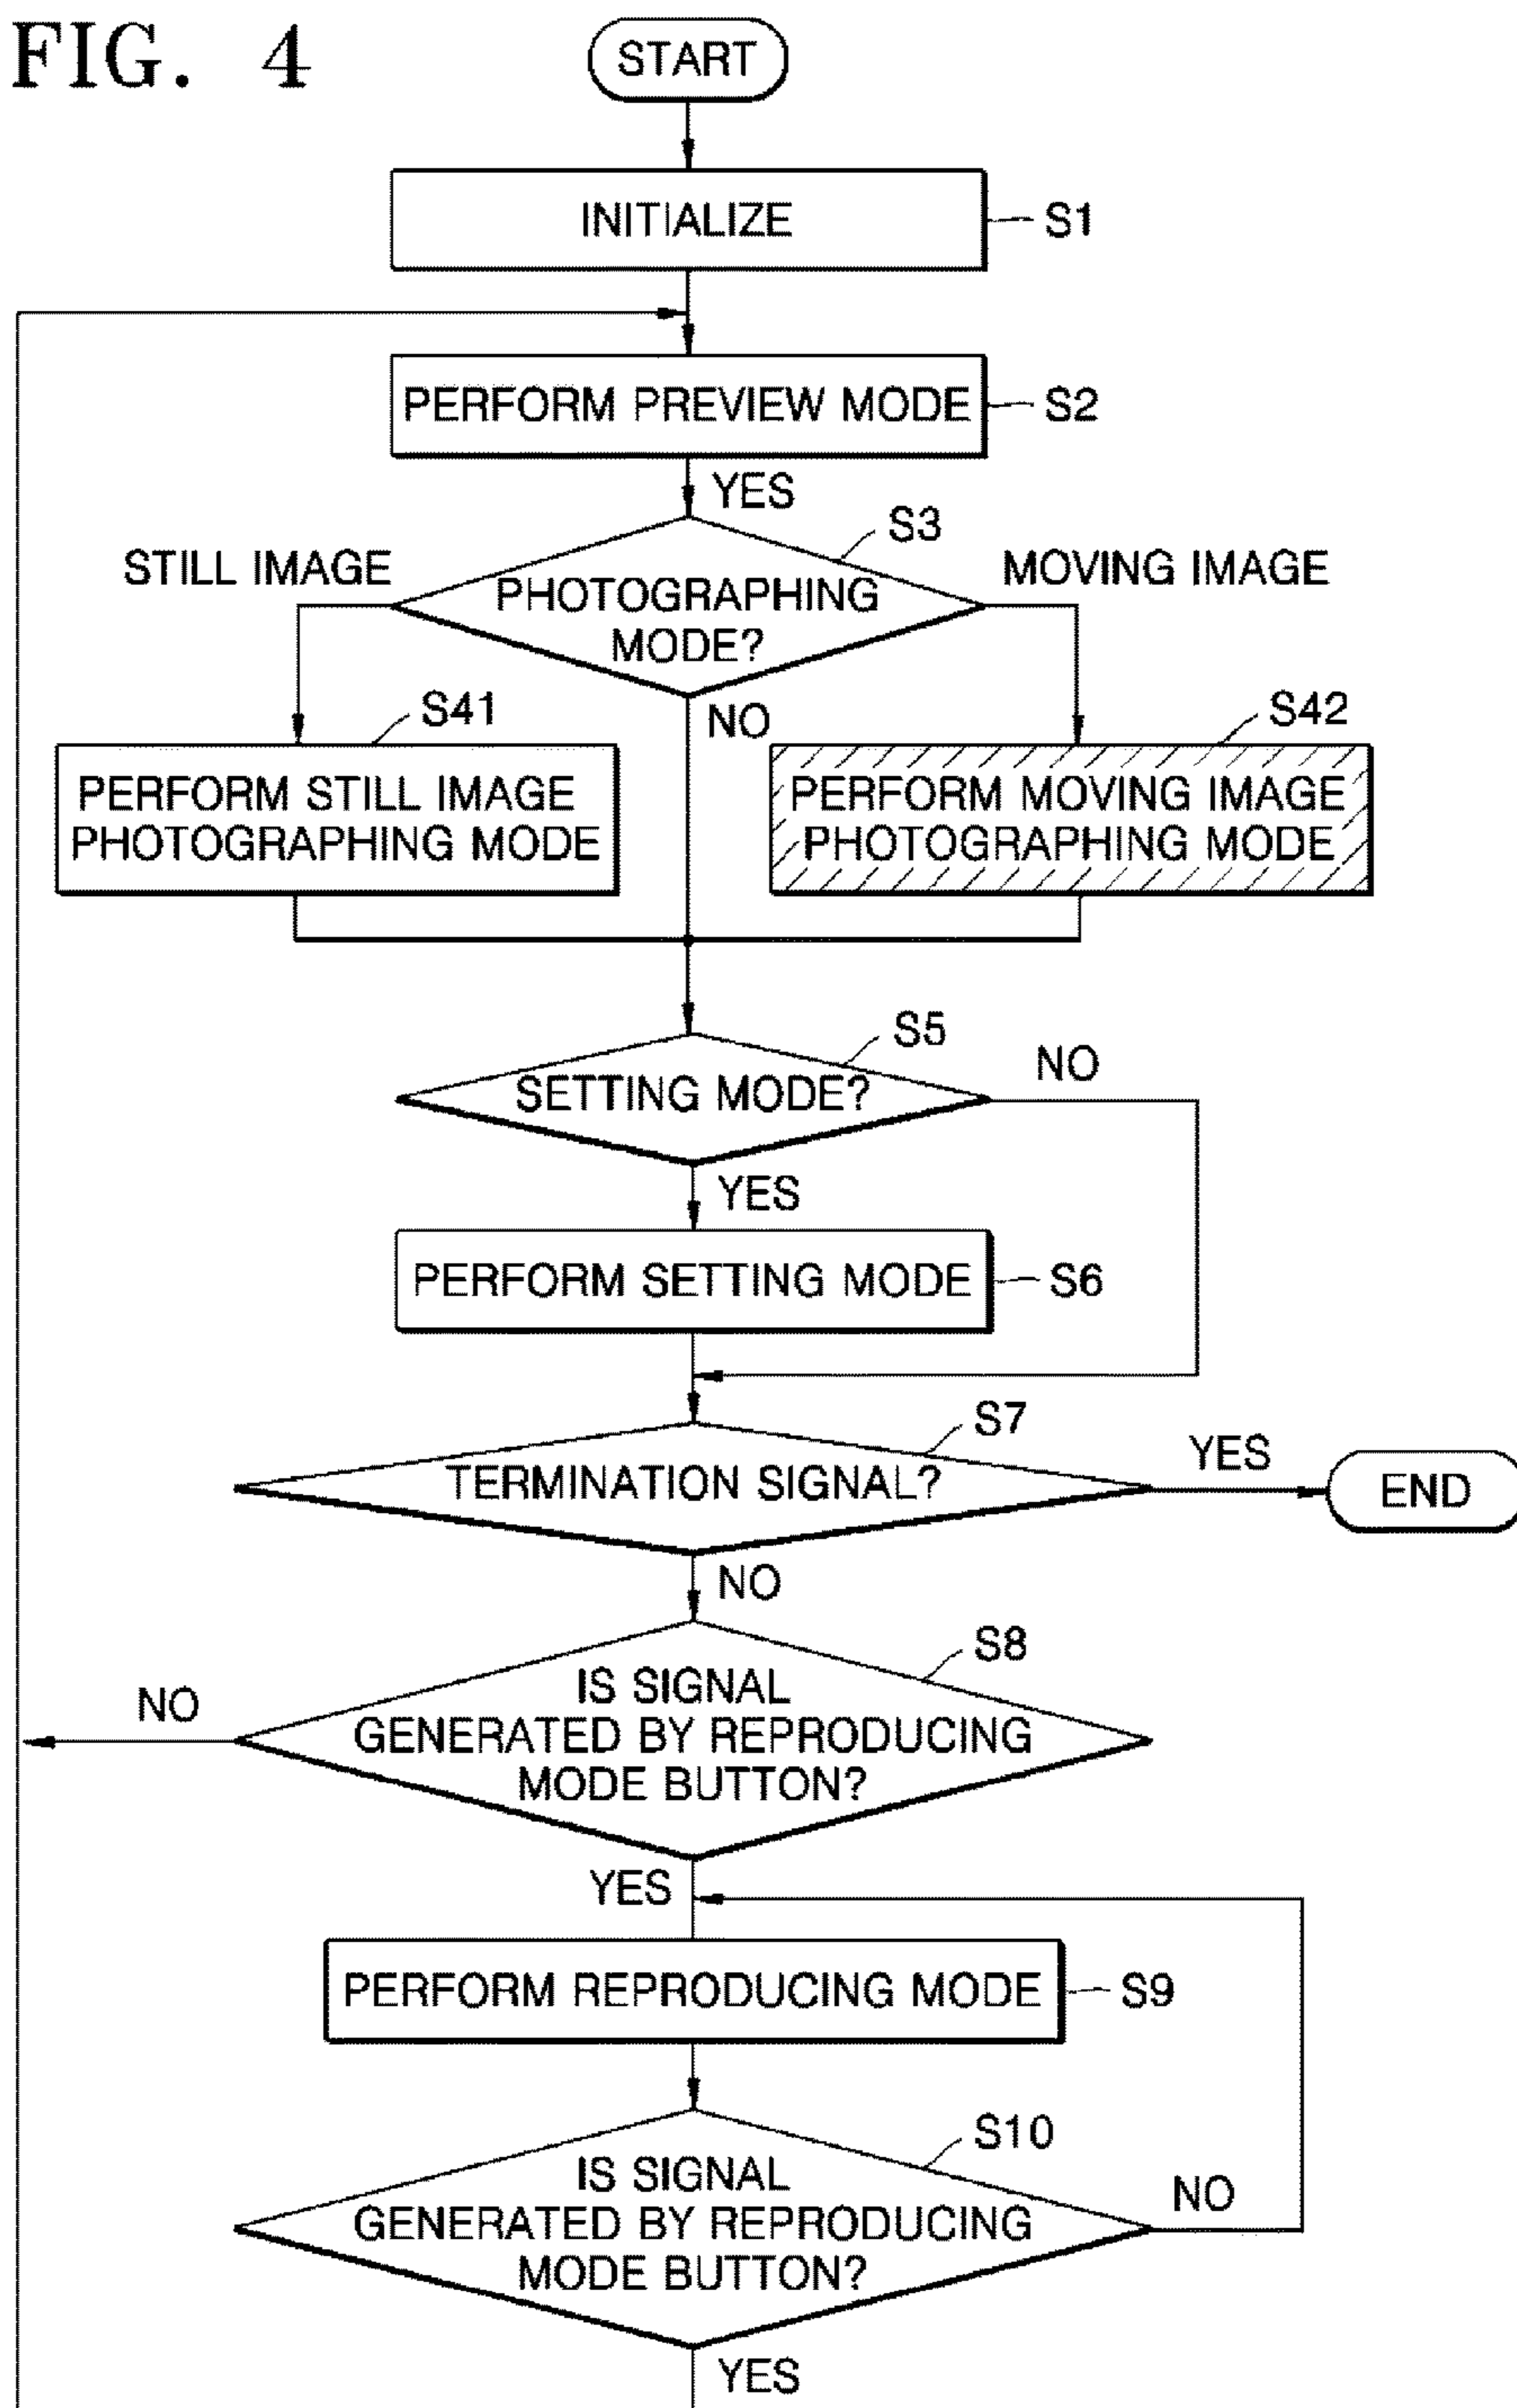 FIG. 4
START
INITIALIZE
S1
PERFORM PREVIEW MODE
S2
YES
S3
STILL IMAGE
MOVING IMAGE
PHOTOGRAPHING
MODE?
S41
NO
S42
PERFORM STILL IMAGE
PHOTOGRAPHING MODE
PERFORM MOVING IMAGE
PHOTOGRAPHING MODE
S5
NO
SETTING MODE?
YES
PERFORM SETTING MODE
S6
S7
YES
TERMINATION SIGNAL?
END
NO
S8
NO
IS SIGNAL
GENERATED BY REPRODUCING
MODE BUTTON?
YES
PERFORM REPRODUCING MODE
S9
S10
IS SIGNAL
GENERATED BY REPRODUCING
MODE BUTTON?
NO
YES